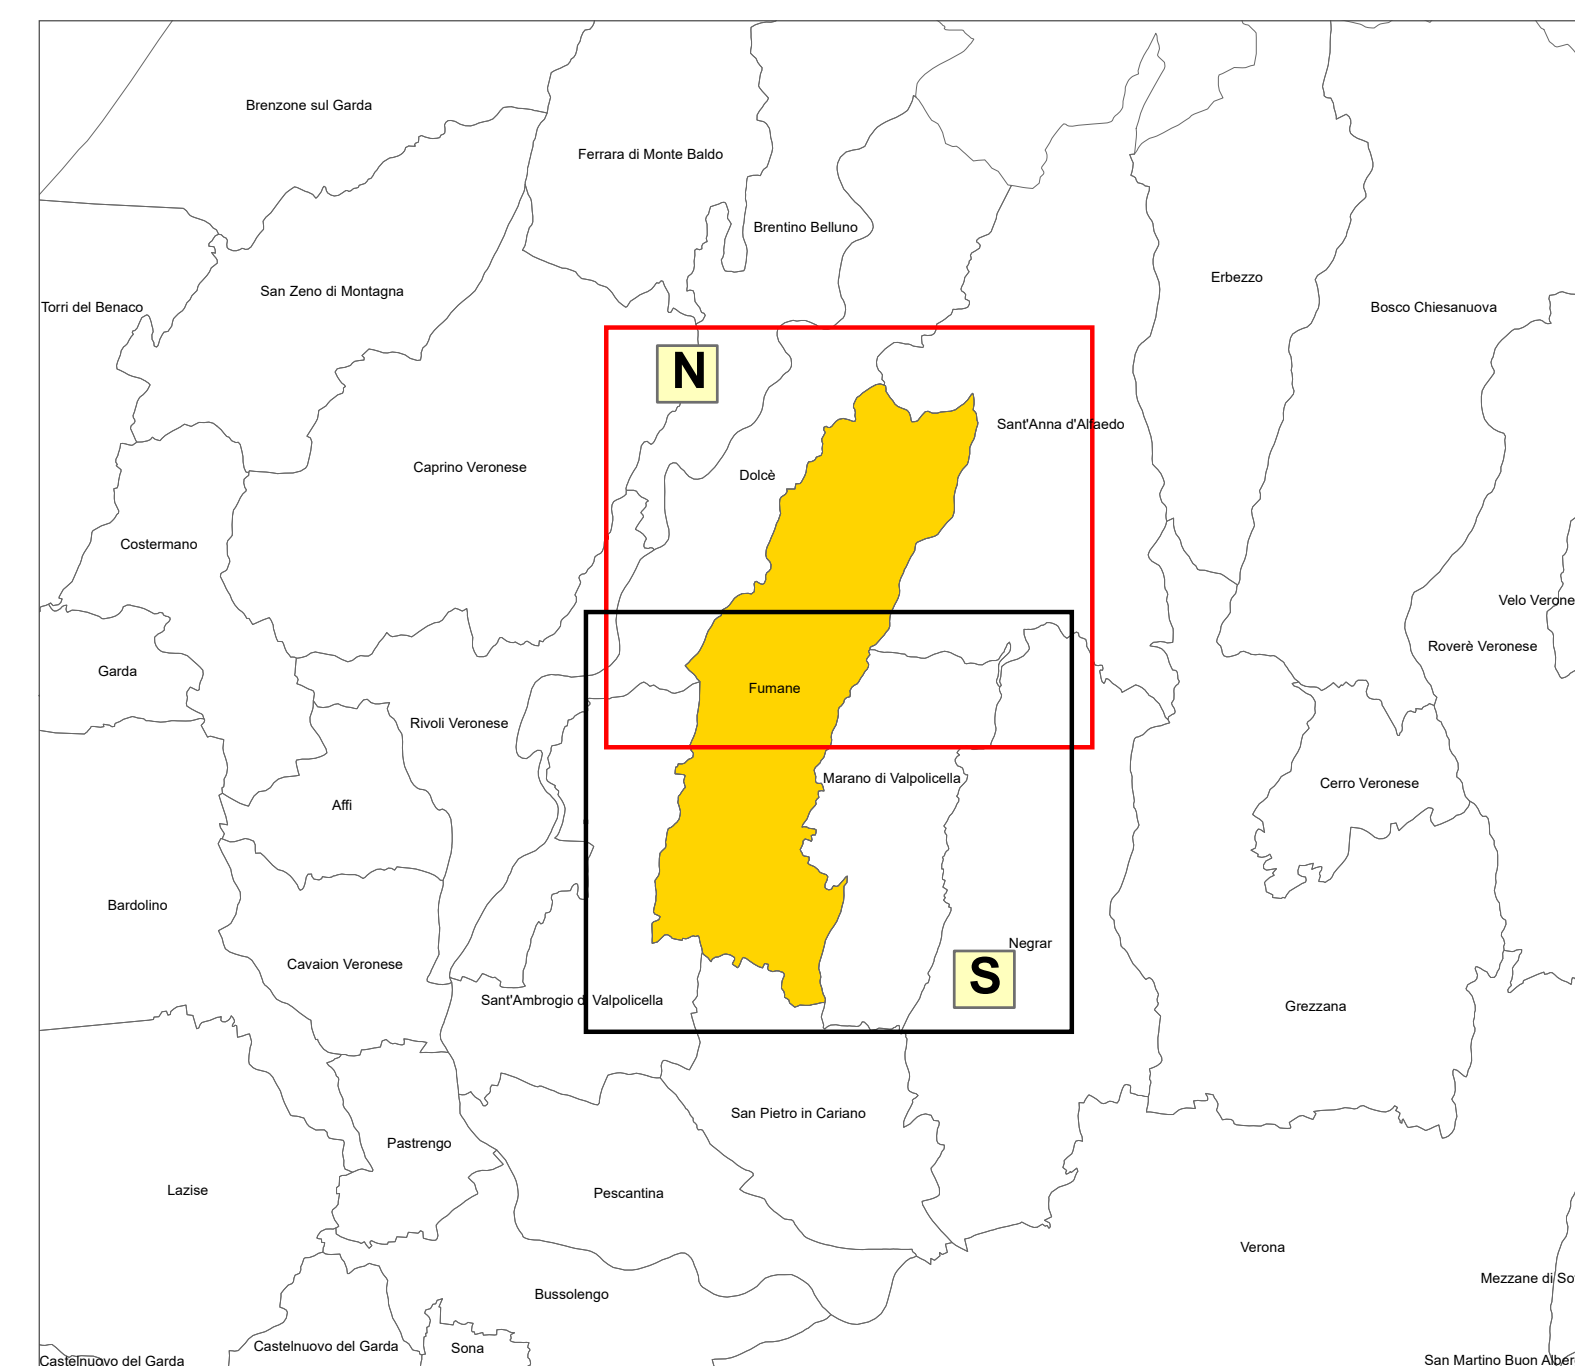 Brenzone sul Garda
Ferrara di Monte Baldo
Brentino Belluno
Erbezzo
San Zeno di Montagna
Torri del Benaco
Bosco Chiesanuova
N
Sant'Anna d'Alfaedo
Caprino Veronese
Dolcè
Costermano
Velo Verone
Roverè Veronese
Garda
Fumane
Rivoli Veronese
Marano di Valpolicella
Cerro Veronese
Affi
Bardolino
Negrar
Cavaion Veronese
S
Sant'Ambrogio di Valpolicella
Grezzana
San Pietro in Cariano
Pastrengo
Lazise
Pescantina
Verona
Mezzane di So
Bussolengo
Castelnuovo del Garda
Sona
Castelnuovo del Garda
San Martino Buon Alber